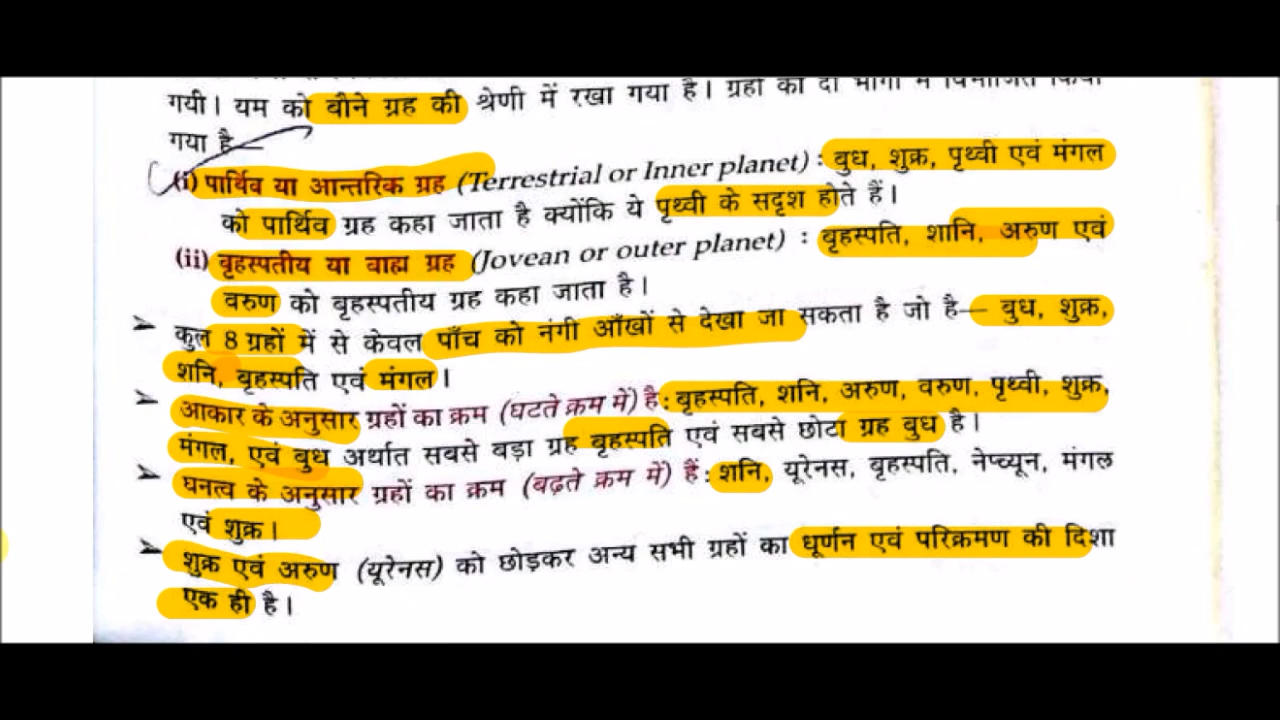 गयी। यम को बौने ग्रह की श्रेणी में रखा गया है। ग्रहों को दो भागों में विभाजित किया
गया है—
(i) पार्थिव या आन्तरिक ग्रह (Terrestrial or Inner planet) : बुध, शुक्र, पृथ्वी एवं मंगल
को पार्थिव ग्रह कहा जाता है क्योंकि ये पृथ्वी के सदृश होते हैं।
(ii) बृहस्पतीय या बाह्य ग्रह (Jovean or outer planet) : बृहस्पति, शानि, अरुण एवं
वरुण को बृहस्पतीय ग्रह कहा जाता है।
➢ कुल 8 ग्रहों में से केवल पाँच को नंगी आँखों से देखा जा सकता है जो है— बुध, शुक्र,
शनि, बृहस्पति एवं मंगल।
➢ आकार के अनुसार ग्रहों का क्रम (घटते क्रम में) है : बृहस्पति, शनि, अरुण, वरुण, पृथ्वी, शुक्र,
मंगल, एवं बुध अर्थात सबसे बड़ा ग्रह बृहस्पति एवं सबसे छोटा ग्रह बुध है।
➢ घनत्व के अनुसार ग्रहों का क्रम (बढ़ते क्रम में) हैं : शनि, यूरेनस, बृहस्पति, नेप्च्यून, मंगल
एवं शुक्र।
➢ शुक्र एवं अरुण (यूरेनस) को छोड़कर अन्य सभी ग्रहों का धूर्णन एवं परिक्रमण की दिशा
एक ही है।